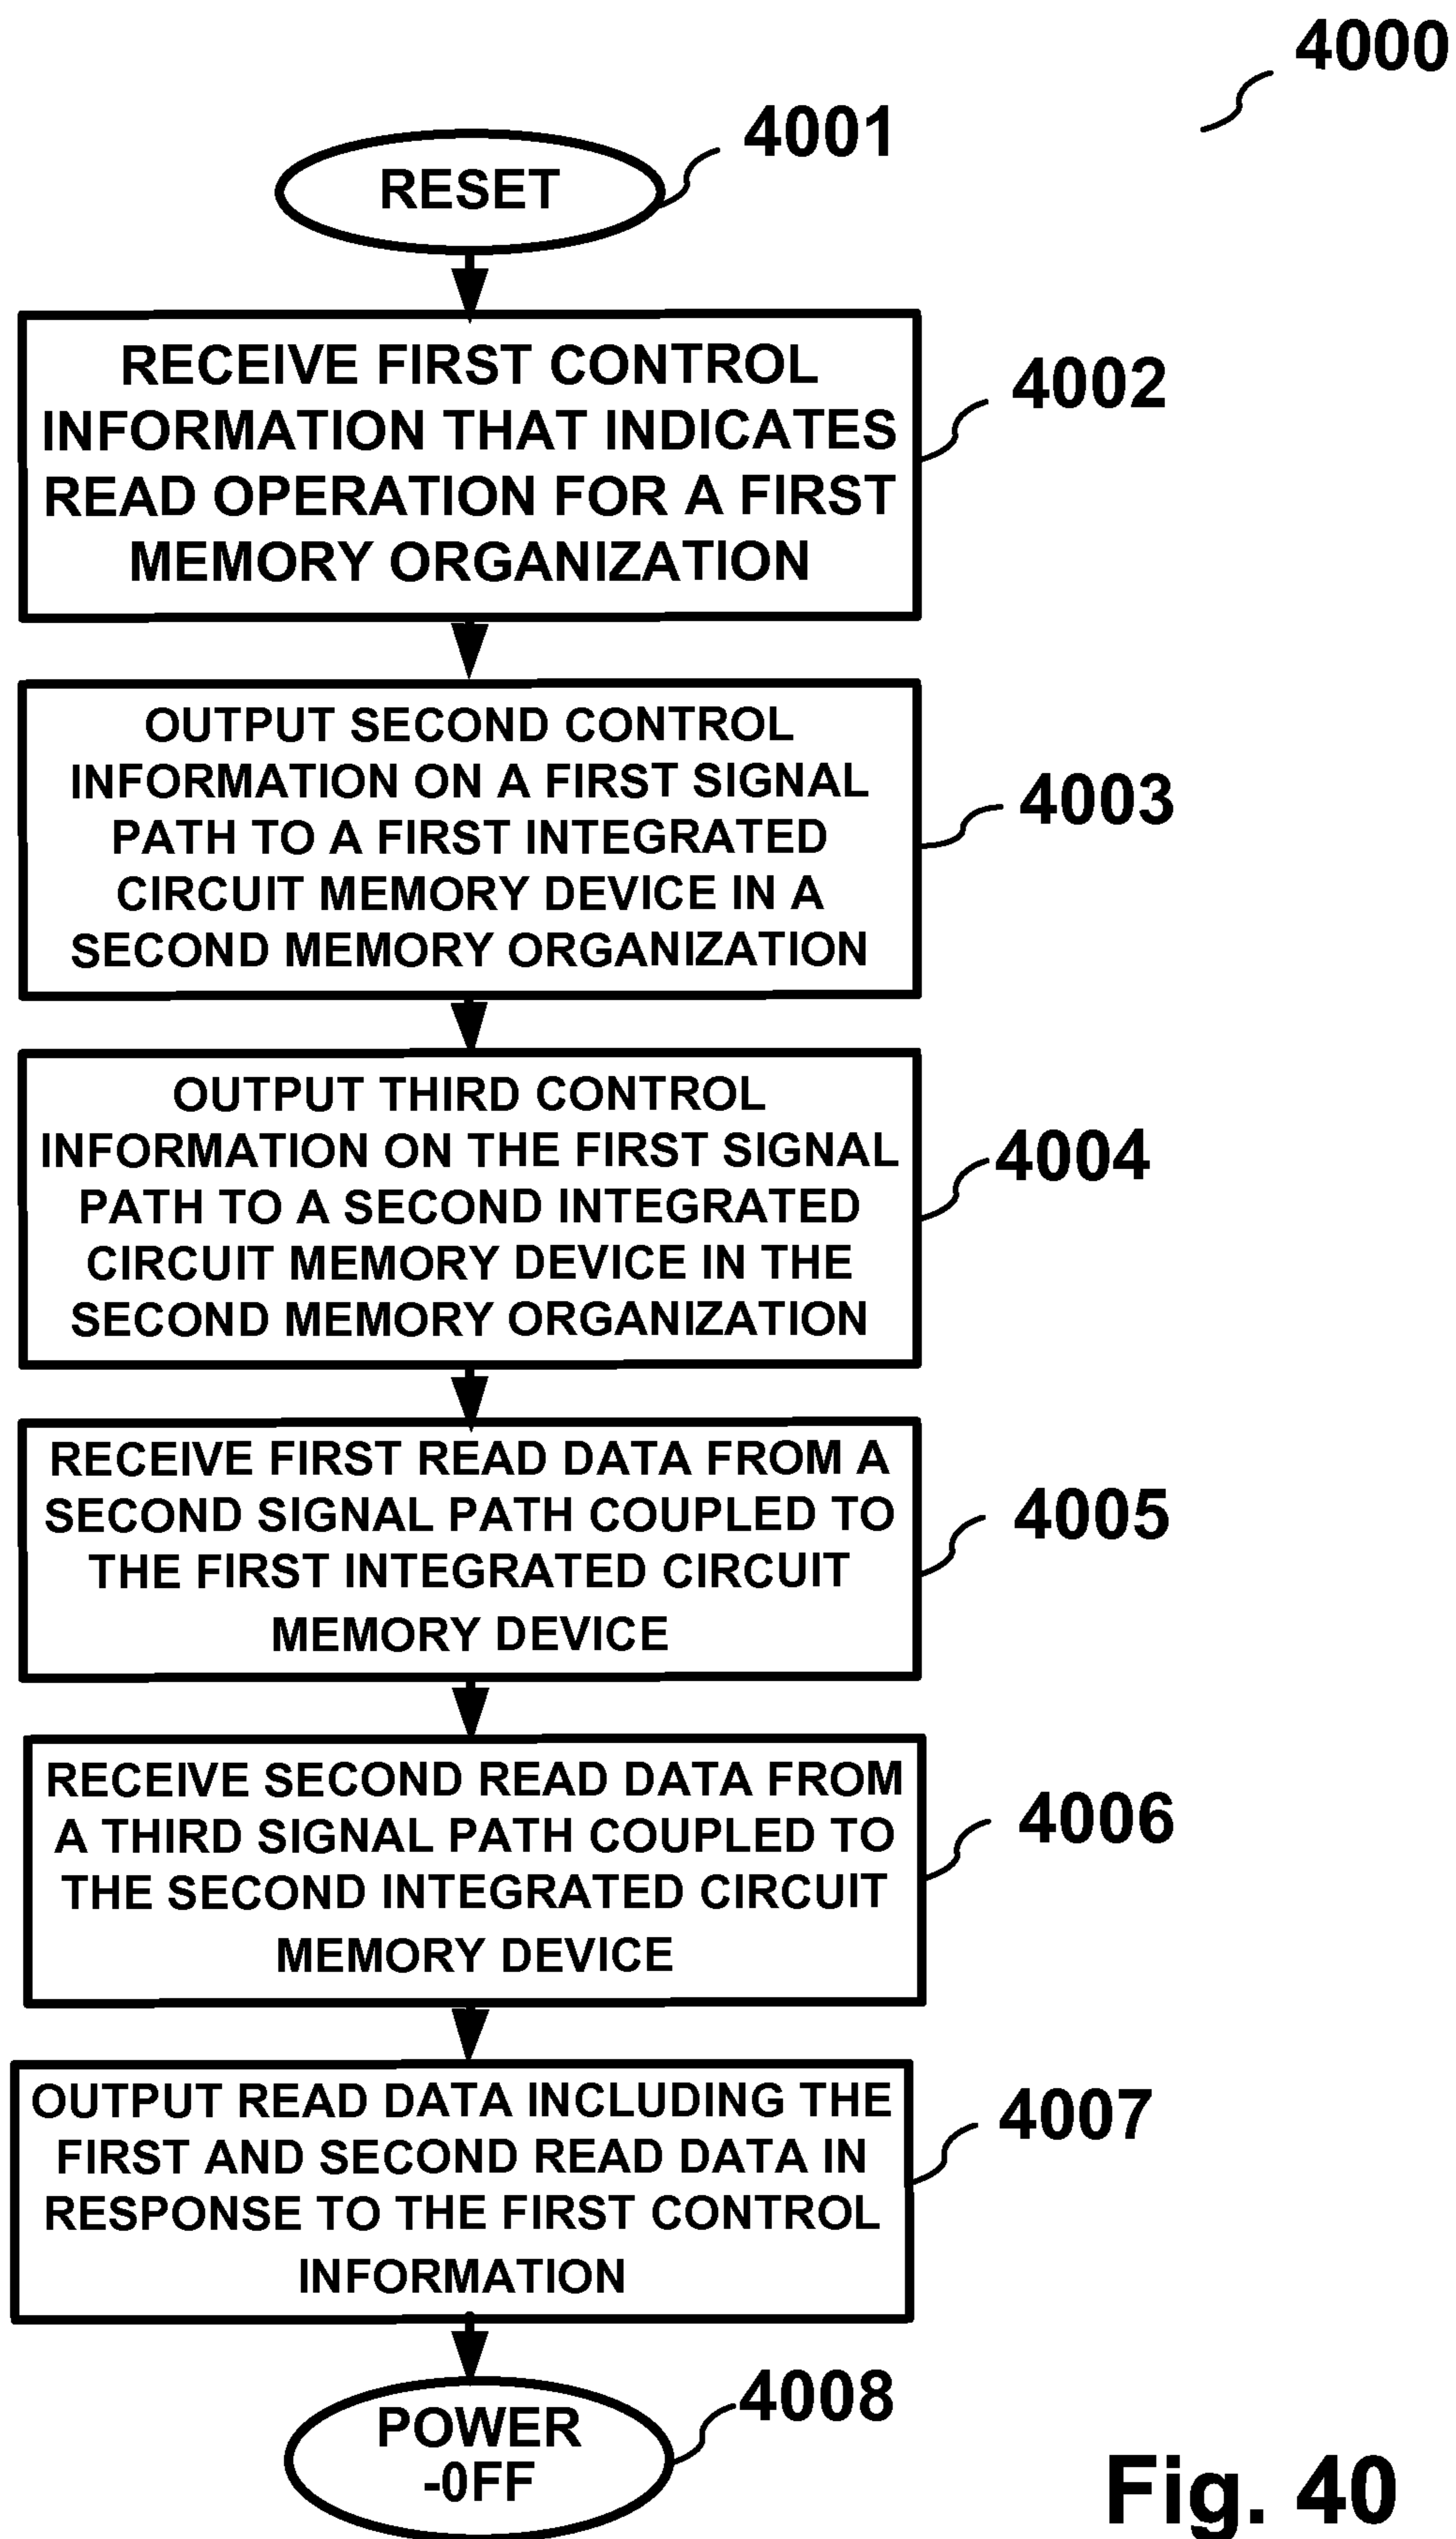 4000
4001
RESET
RECEIVE FIRST CONTROL
INFORMATION THAT INDICATES
READ OPERATION FOR A FIRST
MEMORY ORGANIZATION
4002
OUTPUT SECOND CONTROL
INFORMATION ON A FIRST SIGNAL
PATH TO A FIRST INTEGRATED
CIRCUIT MEMORY DEVICE IN A
SECOND MEMORY ORGANIZATION
4003
OUTPUT THIRD CONTROL
INFORMATION ON THE FIRST SIGNAL
PATH TO A SECOND INTEGRATED
CIRCUIT MEMORY DEVICE IN THE
SECOND MEMORY ORGANIZATION
4004
RECEIVE FIRST READ DATA FROM A
SECOND SIGNAL PATH COUPLED TO
THE FIRST INTEGRATED CIRCUIT
MEMORY DEVICE
4005
RECEIVE SECOND READ DATA FROM
A THIRD SIGNAL PATH COUPLED TO
THE SECOND INTEGRATED CIRCUIT
MEMORY DEVICE
4006
OUTPUT READ DATA INCLUDING THE
FIRST AND SECOND READ DATA IN
RESPONSE TO THE FIRST CONTROL
INFORMATION
4007
POWER
-0FF
4008
Fig. 40